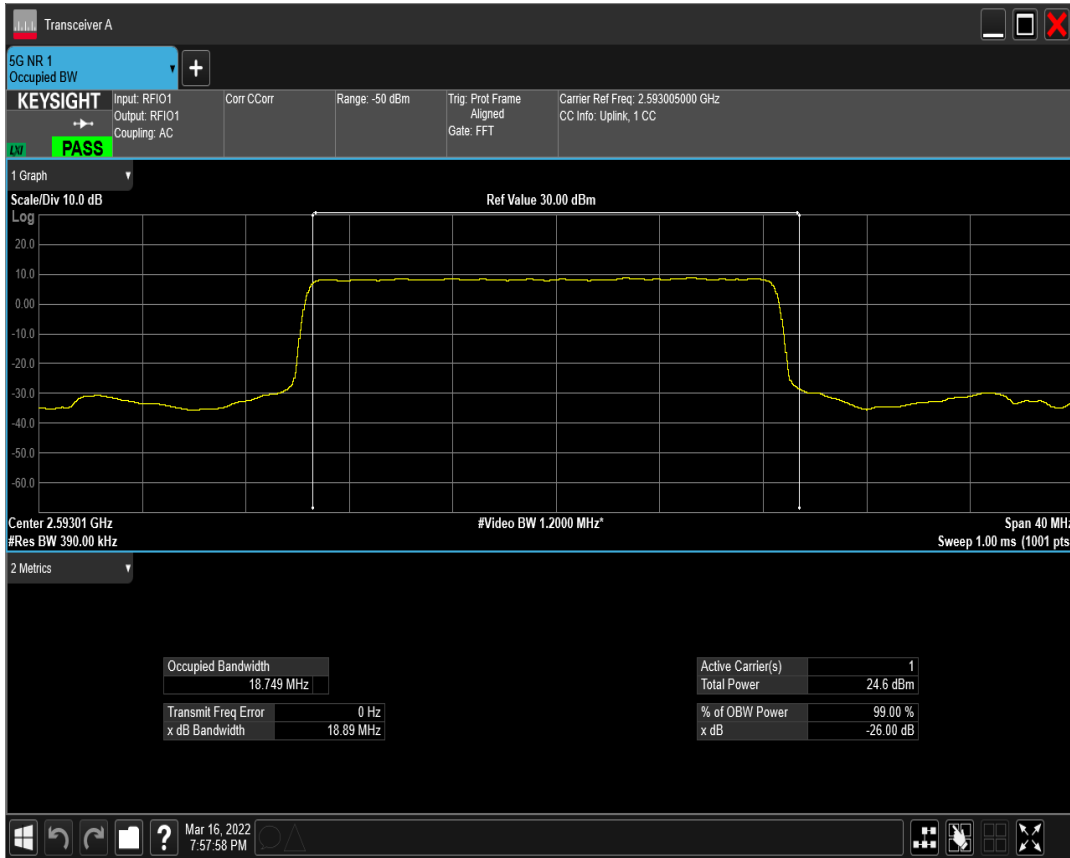 Transceiver A
5G NR 1
Occupied BW
KEYSIGHT
LXI
PASS
Input: RFIO1
Output: RFIO1
Coupling: AC
Corr CCorr
Range: -50 dBm
Trig: Prot Frame
Aligned
Gate: FFT
Carrier Ref Freq: 2.593005000 GHz
CC Info: Uplink, 1 CC
1 Graph
Scale/Div 10.0 dB
Ref Value 30.00 dBm
Log
20.0
10.0
0.00
-10.0
-20.0
-30.0
-40.0
-50.0
-60.0
Center 2.59301 GHz
#Video BW 1.2000 MHz*
Span 40 MHz
#Res BW 390.00 kHz
Sweep 1.00 ms (1001 pts
2 Metrics
Occupied Bandwidth
18.749 MHz
Transmit Freq Error 0 Hz
x dB Bandwidth 18.89 MHz
Active Carrier(s) 1
Total Power 24.6 dBm
% of OBW Power 99.00 %
x dB -26.00 dB
?
Mar 16, 2022
7:57:58 PM